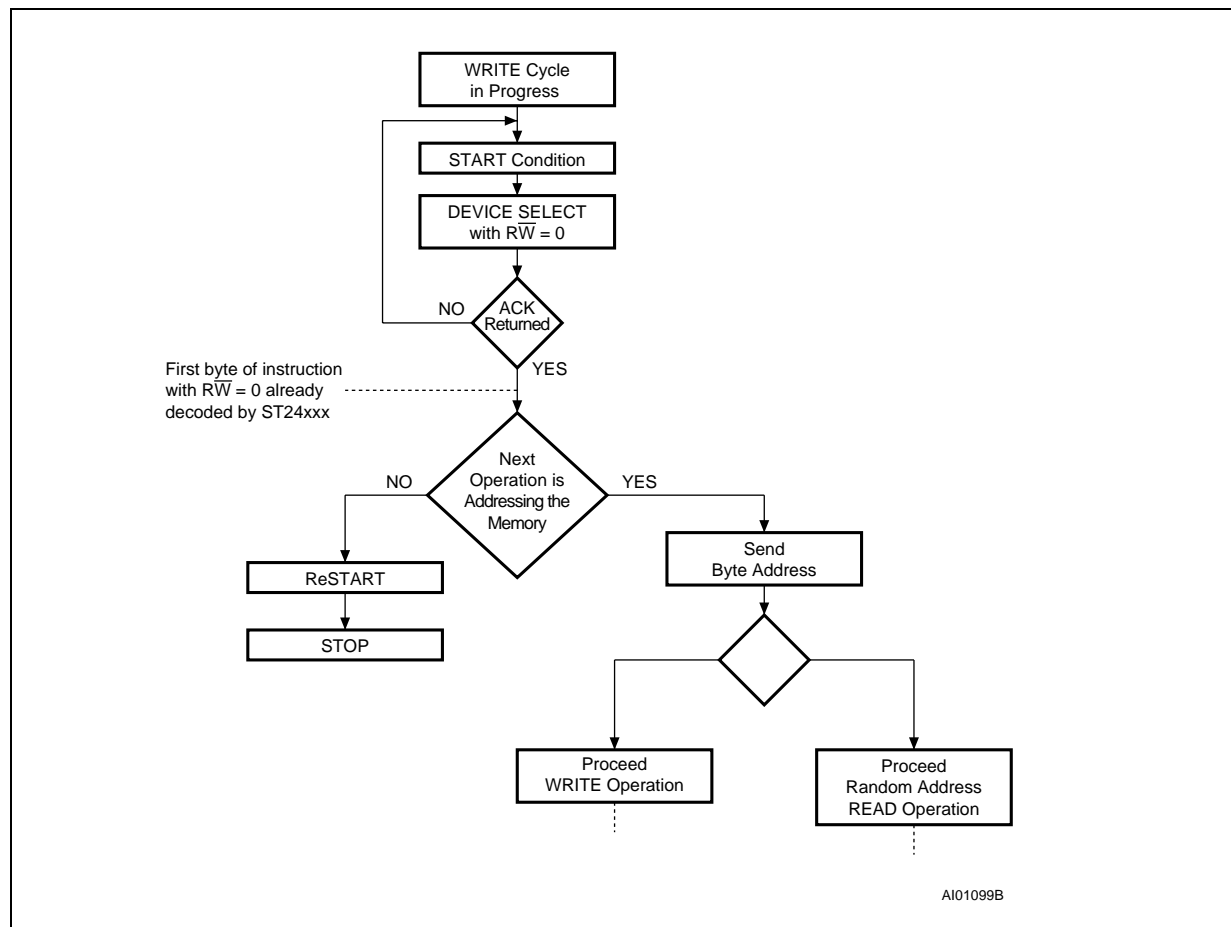 WRITE Cycle
in Progress
START Condition
DEVICE SELECT
with RW̅ = 0
ACK
Returned
NO
YES
First byte of instruction
with RW̅ = 0 already
decoded by ST24xxx
Next
Operation is
Addressing the
Memory
NO
YES
Send
Byte Address
ReSTART
STOP
Proceed
WRITE Operation
Proceed
Random Address
READ Operation
AI01099B